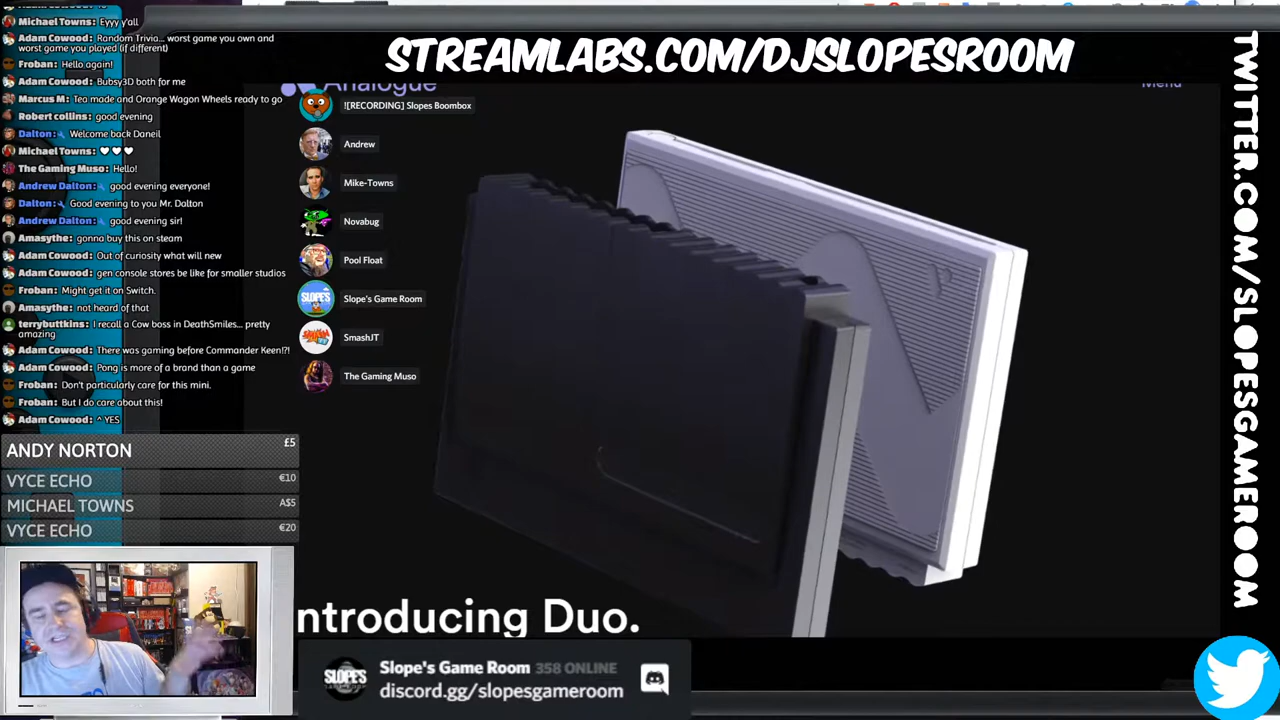 Michael Towns: Eyyy y'all
Adam Cowood: Random Trivia... worst game you own and
worst game you played (if different)
Froban: Hello again!
Adam Cowood: Bubsy3D both for me
Marcus M: Tea made and Orange Wagon Wheels ready to go
Robert collins: good evening
Dalton: Welcome back Daneil
Michael Towns: ♥ ♥ ♥
The Gaming Muso: Hello!
Andrew Dalton: good evening everyone!
Dalton: Good evening to you Mr. Dalton
Andrew Dalton: good evening sir!
Amasythe: gonna buy this on steam
Adam Cowood: Out of curiosity what will new
Adam Cowood: gen console stores be like for smaller studios
Froban: Might get it on Switch.
Amasythe: not heard of that
terrybuttkins: I recall a Cow boss in DeathSmiles... pretty
amazing
Adam Cowood: There was gaming before Commander Keen!?!
Adam Cowood: Pong is more of a brand than a game
Froban: Don't particularly care for this mini.
Froban: But I do care about this!
Adam Cowood: ^ YES
ANDY NORTON £5
VYCE ECHO €10
MICHAEL TOWNS A$5
VYCE ECHO €20
STREAMLABS.COM/DJSLOPESROOM
Analogue
Menu
![RECORDING] Slopes Boombox
Andrew
Mike-Towns
Novabug
Pool Float
SLOPE'S
Slope's Game Room
SmashJT
The Gaming Muso
ntroducing Duo.
SLOPES
Slope's Game Room 358 ONLINE
discord.gg/slopesgameroom
TWITTER.COM/SLOPESGAMEROOM